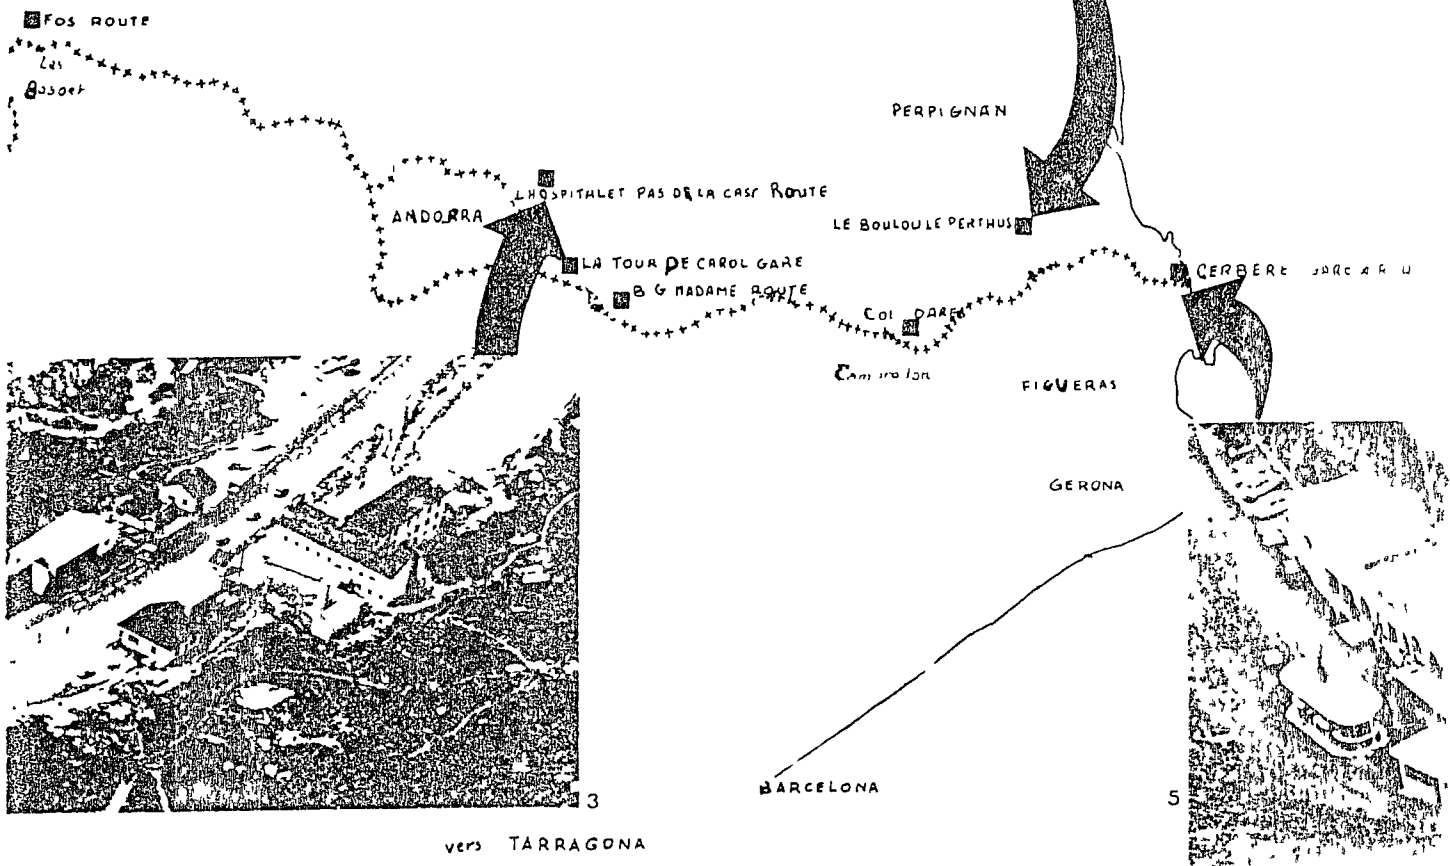 FOS ROUTE
Les
PERPIGNAN
LHOSPITALET PAS DE LA CASE ROUTE
ANDORRA
LE BOULOU LE PERTHUS
LA TOUR DE CAROL GARE
CERBERE
B G MADAME ROUTE
COL DARES
FIGUERAS
GERONA
BARCELONA
3
5
vers TARRAGONA